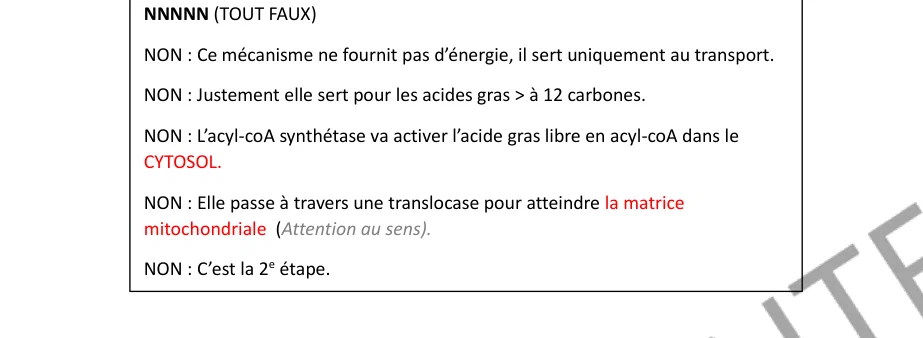 NNNNN (TOUT FAUX)
NON : Ce mécanisme ne fournit pas d’énergie, il sert uniquement au transport.
NON : Justement elle sert pour les acides gras > à 12 carbones.
NON : L’acyl-coA synthétase va activer l’acide gras libre en acyl-coA dans le
CYTOSOL.
NON : Elle passe à travers une translocase pour atteindre la matrice
mitochondriale (Attention au sens).
NON : C’est la 2e étape.